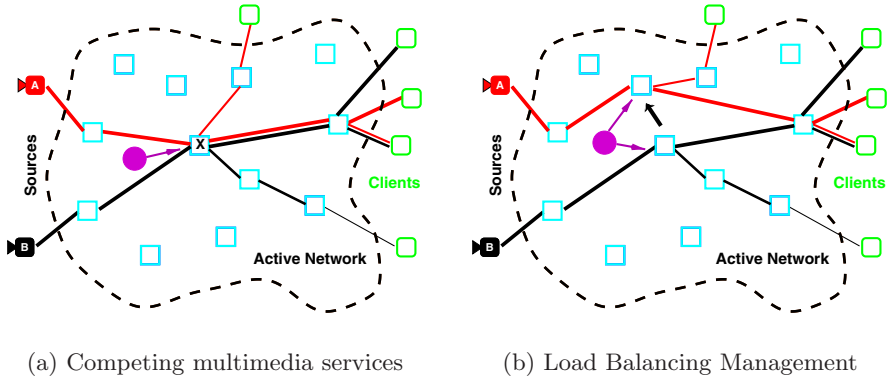 A
X
Sources
Clients
B
Active Network
(a) Competing multimedia services
A
Sources
Clients
B
Active Network
(b) Load Balancing Management